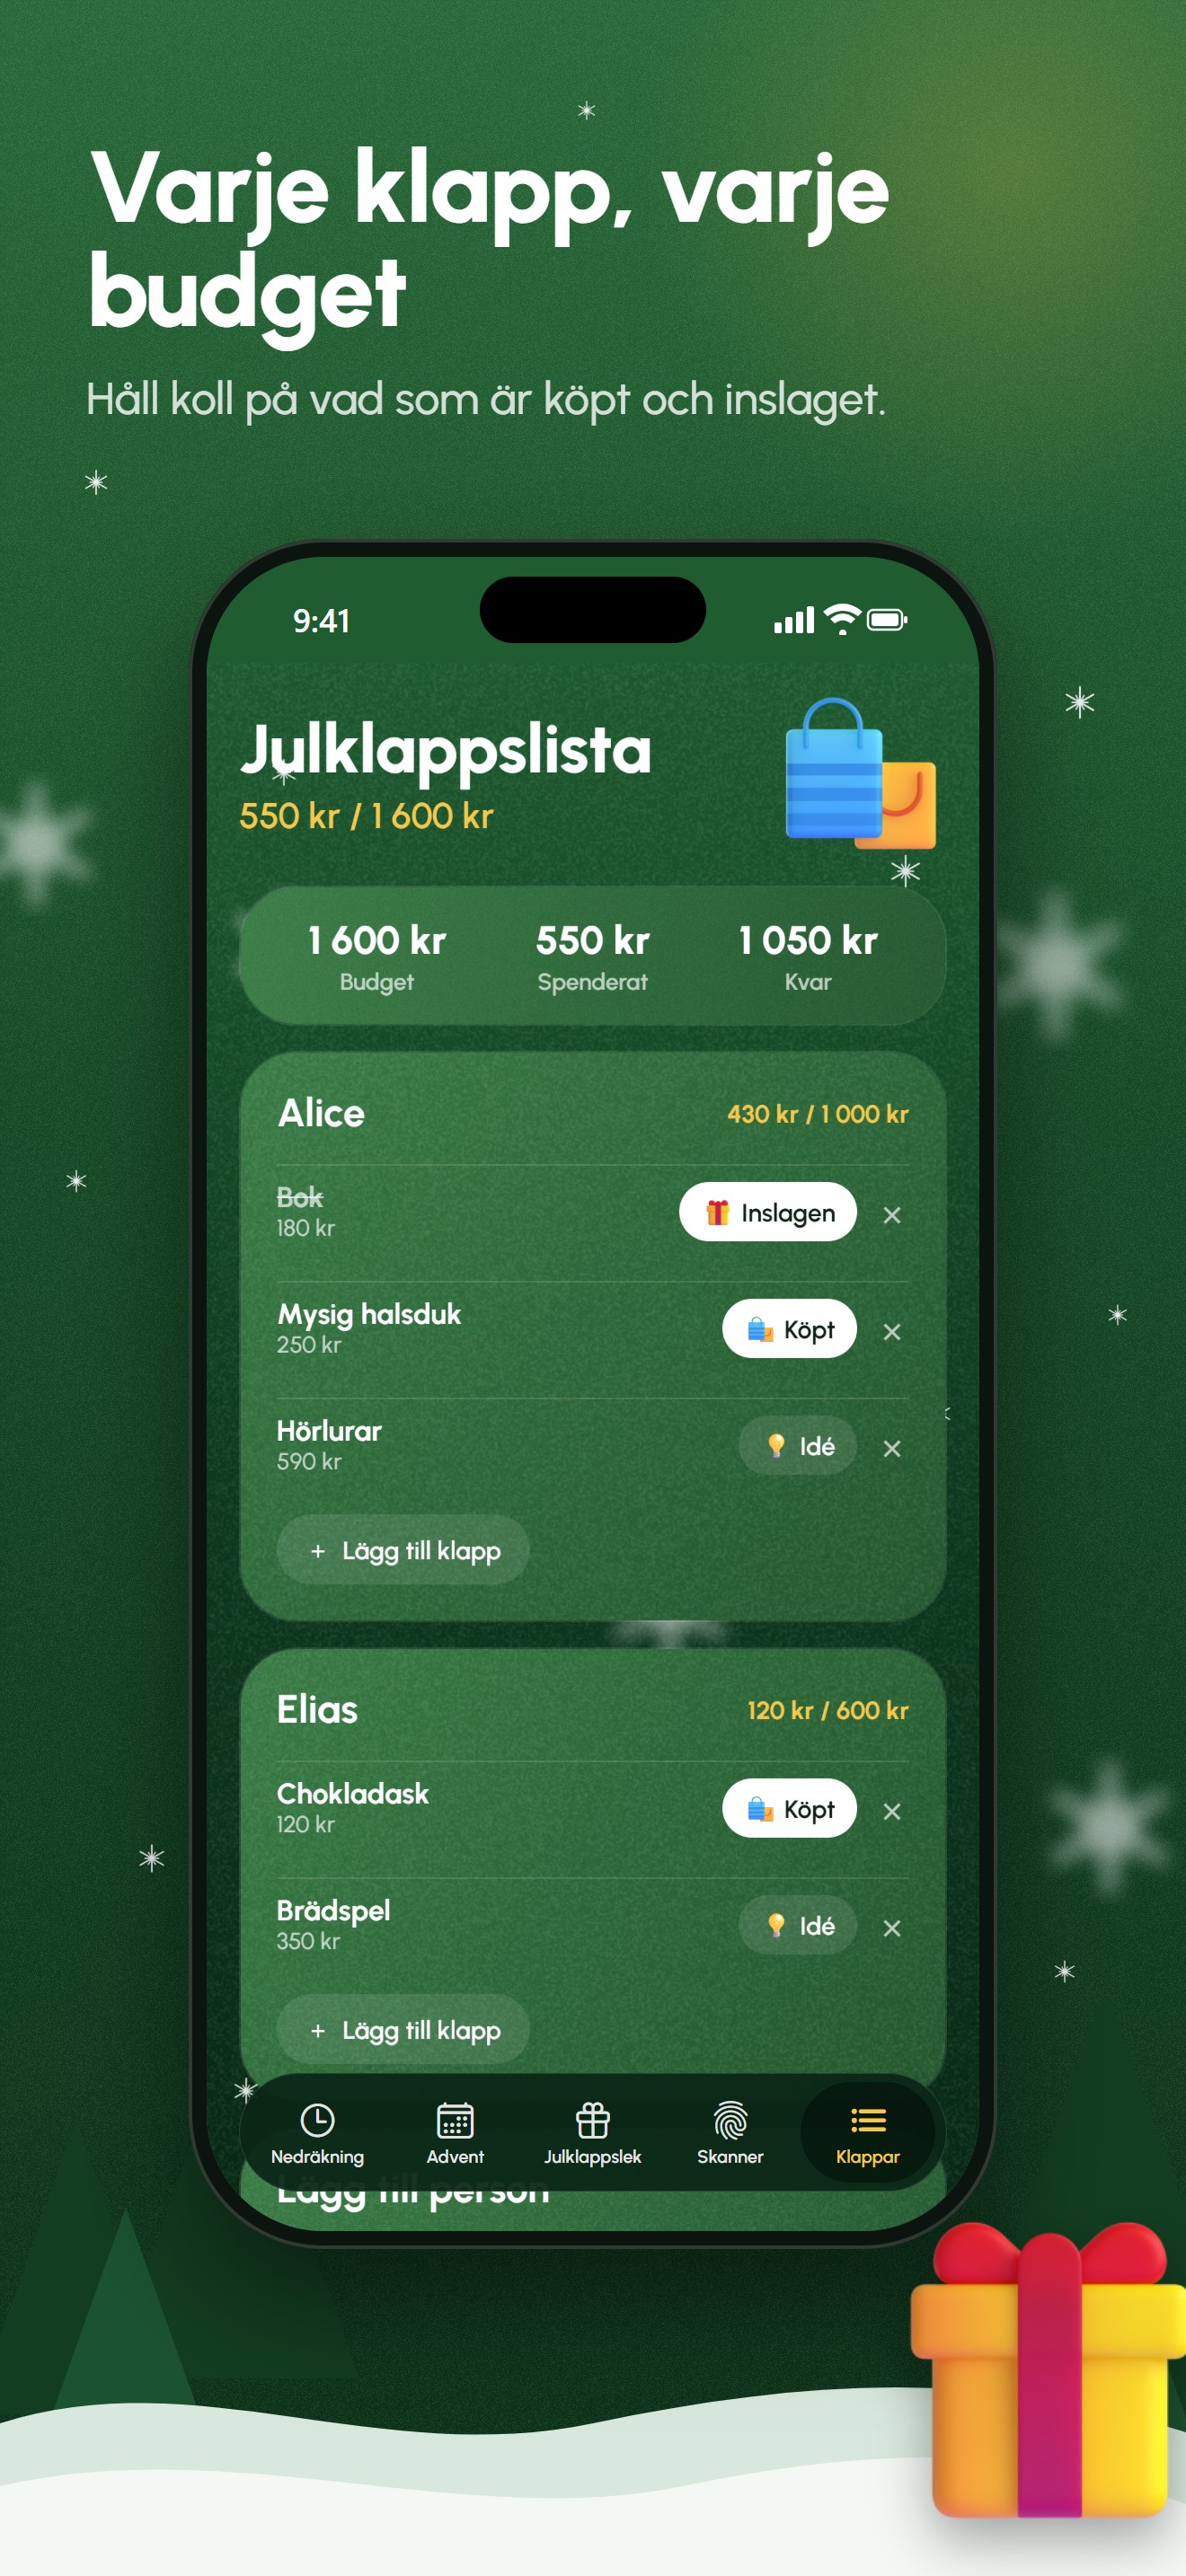 Varje klapp, varje
budget
Håll koll på vad som är köpt och inslaget.
9:41
Julklappslista
550 kr / 1 600 kr
1 600 kr 550 kr 1 050 kr
Budget Spenderat Kvar
Alice 430 kr / 1 000 kr
Bok
180 kr
Inslagen ×
Mysig halsduk
250 kr
Köpt ×
Hörlurar
590 kr
Idé ×
+ Lägg till klapp
Elias 120 kr / 600 kr
Chokladask
120 kr
Köpt ×
Brädspel
350 kr
Idé ×
+ Lägg till klapp
Nedräkning Advent Julklappslek Skanner Klappar
Lägg till person